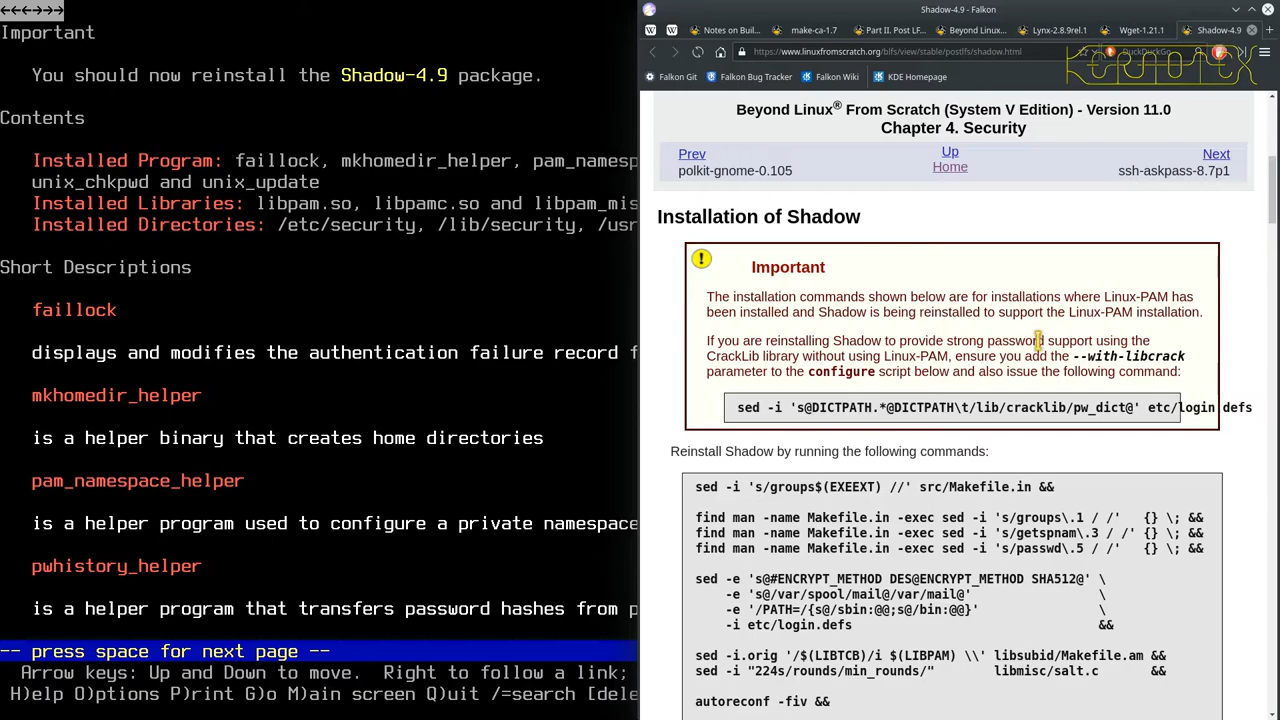 ←←←→→→
Important
You should now reinstall the Shadow-4.9 package.
Contents
Installed Program: faillock, mkhomedir_helper, pam_namesp
unix_chkpwd and unix_update
Installed Libraries: libpam.so, libpamc.so and libpam_mis
Installed Directories: /etc/security, /lib/security, /usr
Short Descriptions
faillock
displays and modifies the authentication failure record f
mkhomedir_helper
is a helper binary that creates home directories
pam_namespace_helper
is a helper program used to configure a private namespace
pwhistory_helper
is a helper program that transfers password hashes from p
-- press space for next page --
Arrow keys: Up and Down to move. Right to follow a link;
H)elp O)ptions P)rint G)o M)ain screen Q)uit /=search [dele
Shadow-4.9 - Falkon
Notes on Buil...
make-ca-1.7
Part II. Post LF...
Beyond Linux...
Lynx-2.8.9rel.1
Wget-1.21.1
Shadow-4.9
https://www.linuxfromscratch.org/blfs/view/stable/postlfs/shadow.html
DuckDuckGo
Falkon Git
Falkon Bug Tracker
Falkon Wiki
KDE Homepage
Beyond Linux® From Scratch (System V Edition) - Version 11.0
Chapter 4. Security
Prev
Up
Next
polkit-gnome-0.105
Home
ssh-askpass-8.7p1
Installation of Shadow
Important
The installation commands shown below are for installations where Linux-PAM has
been installed and Shadow is being reinstalled to support the Linux-PAM installation.
If you are reinstalling Shadow to provide strong password support using the
CrackLib library without using Linux-PAM, ensure you add the --with-libcrack
parameter to the configure script below and also issue the following command:
sed -i 's@DICTPATH.*@DICTPATH\t/lib/cracklib/pw_dict@' etc/login.defs
Reinstall Shadow by running the following commands:
sed -i 's/groups$(EXEEXT) //' src/Makefile.in &&
find man -name Makefile.in -exec sed -i 's/groups\.1 / /' {} \; &&
find man -name Makefile.in -exec sed -i 's/getspnam\.3 / /' {} \; &&
find man -name Makefile.in -exec sed -i 's/passwd\.5 / /' {} \; &&
sed -e 's@#ENCRYPT_METHOD DES@ENCRYPT_METHOD SHA512@' \
-e 's@/var/spool/mail@/var/mail@' \
-e '/PATH=/{s@/sbin:@@;s@/bin:@@}' \
-i etc/login.defs &&
sed -i.orig '/$(LIBTCB)/i $(LIBPAM) \\' libsubid/Makefile.am &&
sed -i "224s/rounds/min_rounds/" libmisc/salt.c &&
autoreconf -fiv &&